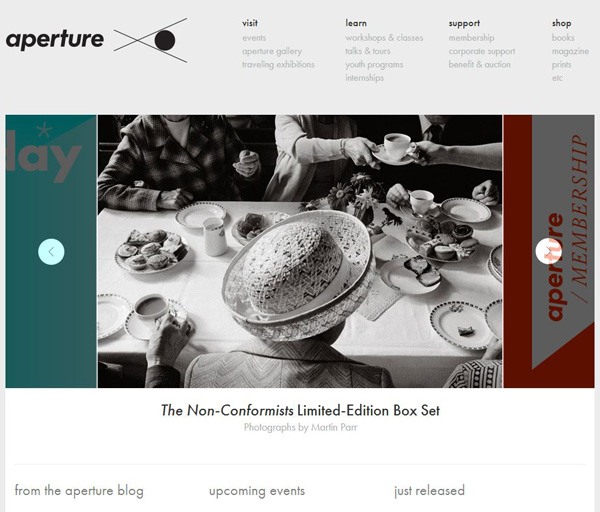 aperture
visit
events
aperture gallery
traveling exhibitions
learn
workshops & classes
talks & tours
youth programs
internships
support
membership
corporate support
benefit & auction
shop
books
magazine
prints
etc
lay*
aperture
/ MEMBERSHIP
The Non-Conformists Limited-Edition Box Set
Photographs by Martin Parr
from the aperture blog
upcoming events
just released